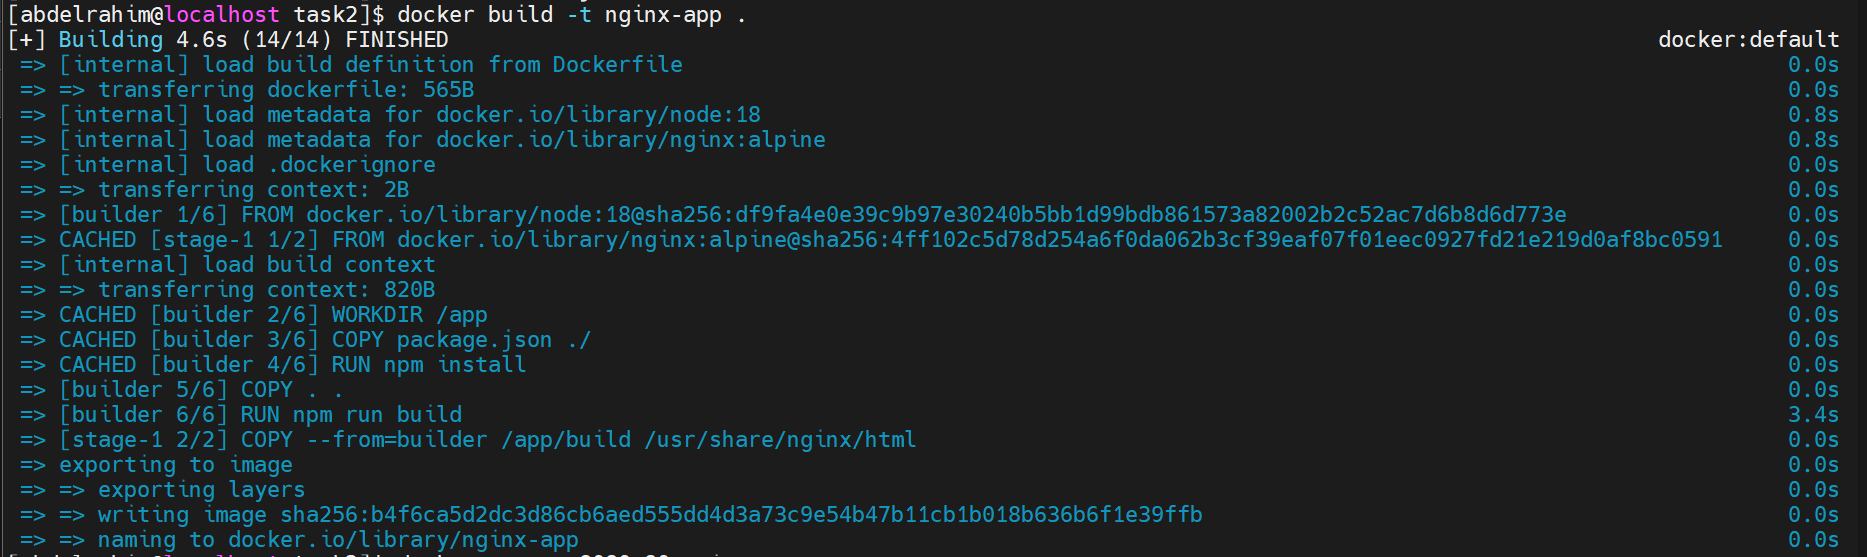 [abdelrahim@localhost task2]$ docker build -t nginx-app .
[+] Building 4.6s (14/14) FINISHED docker:default
=> [internal] load build definition from Dockerfile 0.0s
=> => transferring dockerfile: 565B 0.0s
=> [internal] load metadata for docker.io/library/node:18 0.8s
=> [internal] load metadata for docker.io/library/nginx:alpine 0.8s
=> [internal] load .dockerignore 0.0s
=> => transferring context: 2B 0.0s
=> [builder 1/6] FROM docker.io/library/node:18@sha256:df9fa4e0e39c9b97e30240b5bb1d99bdb861573a82002b2c52ac7d6b8d6d773e 0.0s
=> CACHED [stage-1 1/2] FROM docker.io/library/nginx:alpine@sha256:4ff102c5d78d254a6f0da062b3cf39eaf07f01eec0927fd21e219d0af8bc0591 0.0s
=> [internal] load build context 0.0s
=> => transferring context: 820B 0.0s
=> CACHED [builder 2/6] WORKDIR /app 0.0s
=> CACHED [builder 3/6] COPY package.json ./ 0.0s
=> CACHED [builder 4/6] RUN npm install 0.0s
=> [builder 5/6] COPY . . 0.0s
=> [builder 6/6] RUN npm run build 3.4s
=> [stage-1 2/2] COPY --from=builder /app/build /usr/share/nginx/html 0.0s
=> exporting to image 0.0s
=> => exporting layers 0.0s
=> => writing image sha256:b4f6ca5d2dc3d86cb6aed555dd4d3a73c9e54b47b11cb1b018b636b6f1e39ffb 0.0s
=> => naming to docker.io/library/nginx-app 0.0s